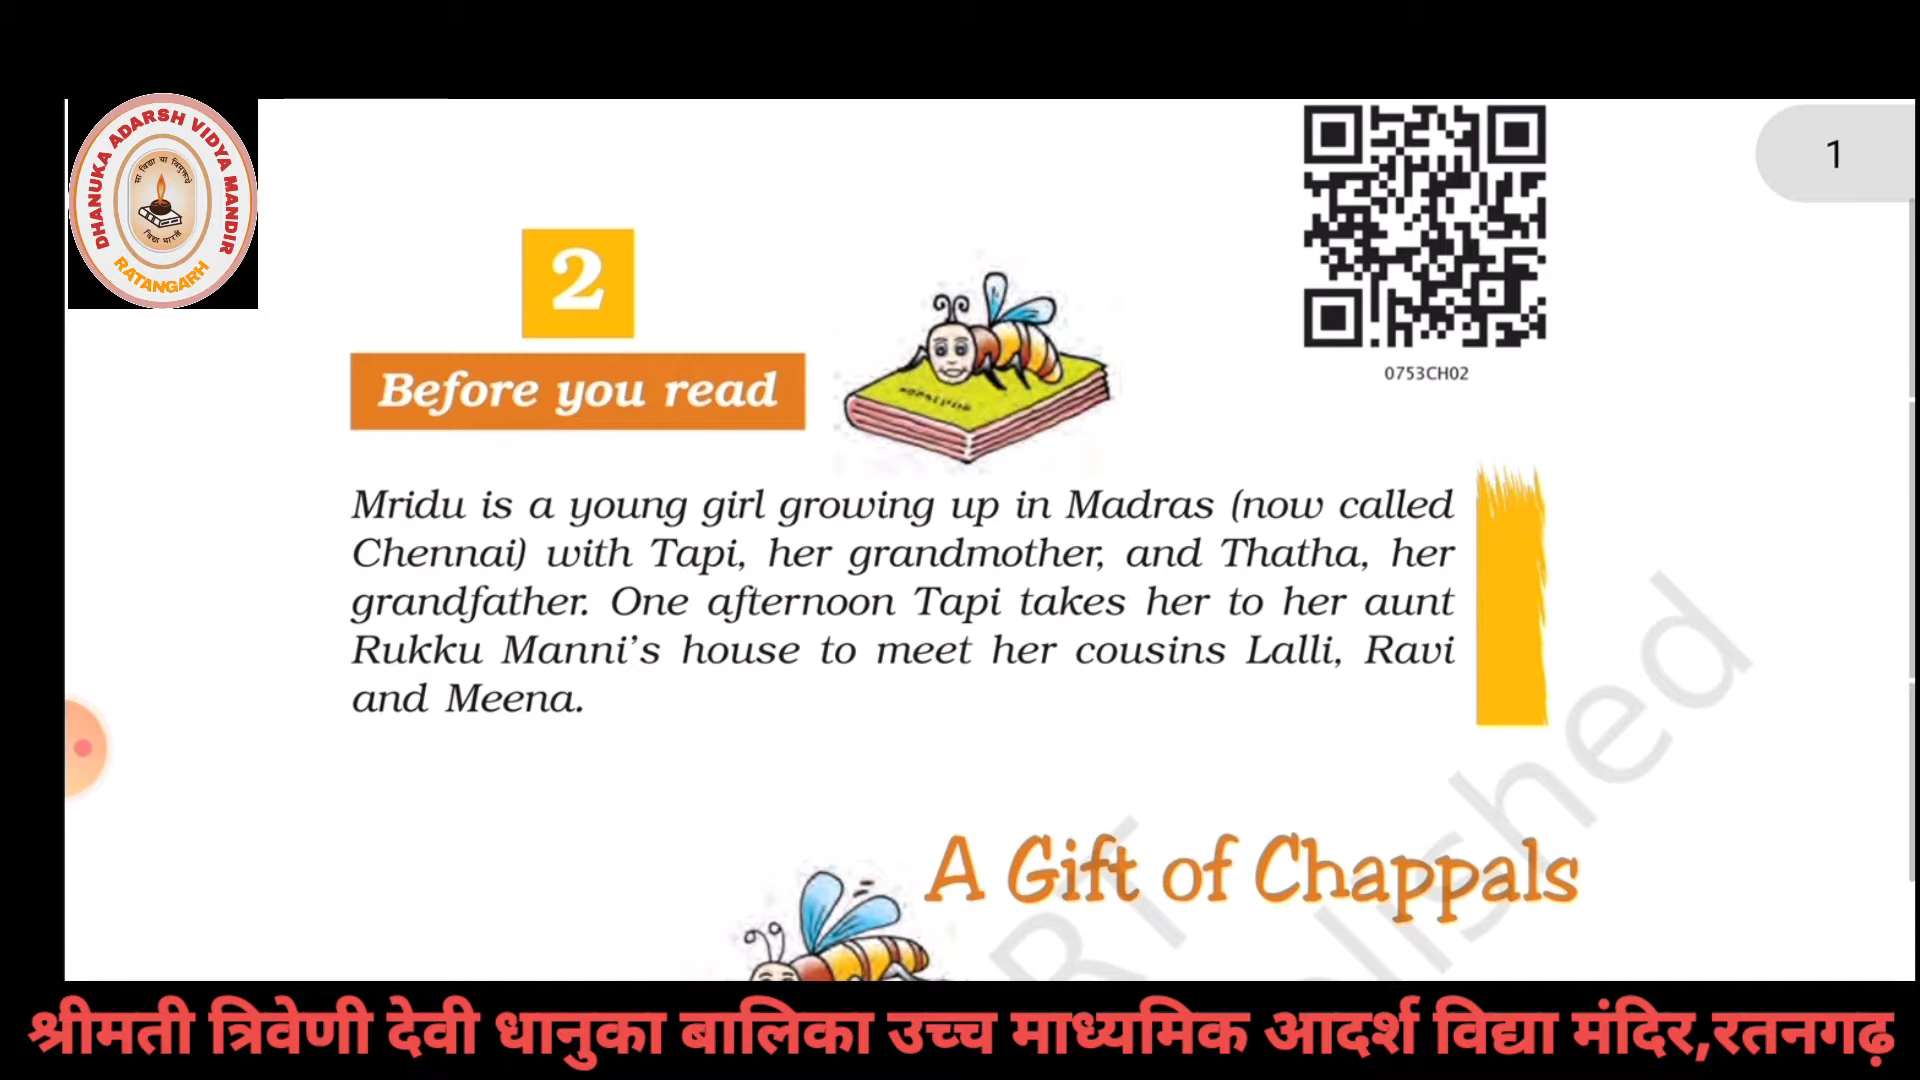 DHANUKA ADARSH VIDYA MANDIR
सा विद्या या विमुक्तये
विद्या भारती
RATANGARH
1
0753CH02
2
Before you read
Mridu is a young girl growing up in Madras (now called
Chennai) with Tapi, her grandmother, and Thatha, her
grandfather. One afternoon Tapi takes her to her aunt
Rukku Manni's house to meet her cousins Lalli, Ravi
and Meena.
A Gift of Chappals
श्रीमती त्रिवेणी देवी धानुका बालिका उच्च माध्यमिक आदर्श विद्या मंदिर,रतनगढ़